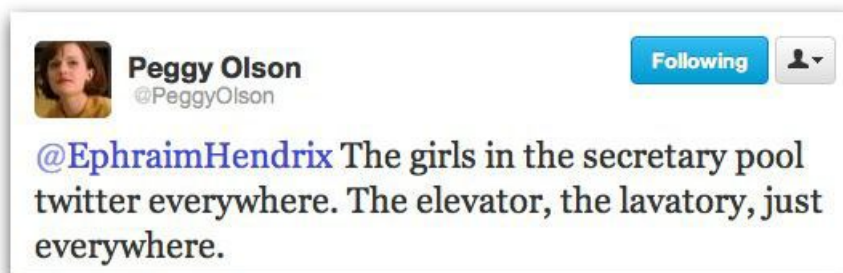 Peggy Olson
@PeggyOlson
Following
@EphraimHendrix The girls in the secretary pool
twitter everywhere. The elevator, the lavatory, just
everywhere.